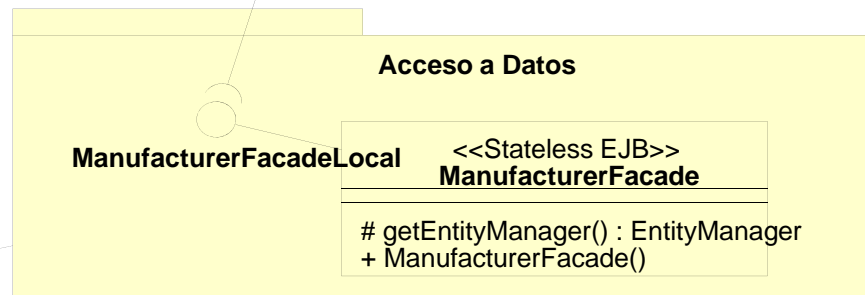 Acceso a Datos
ManufacturerFacadeLocal
<<Stateless EJB>>
ManufacturerFacade
# getEntityManager() : EntityManager
+ ManufacturerFacade()